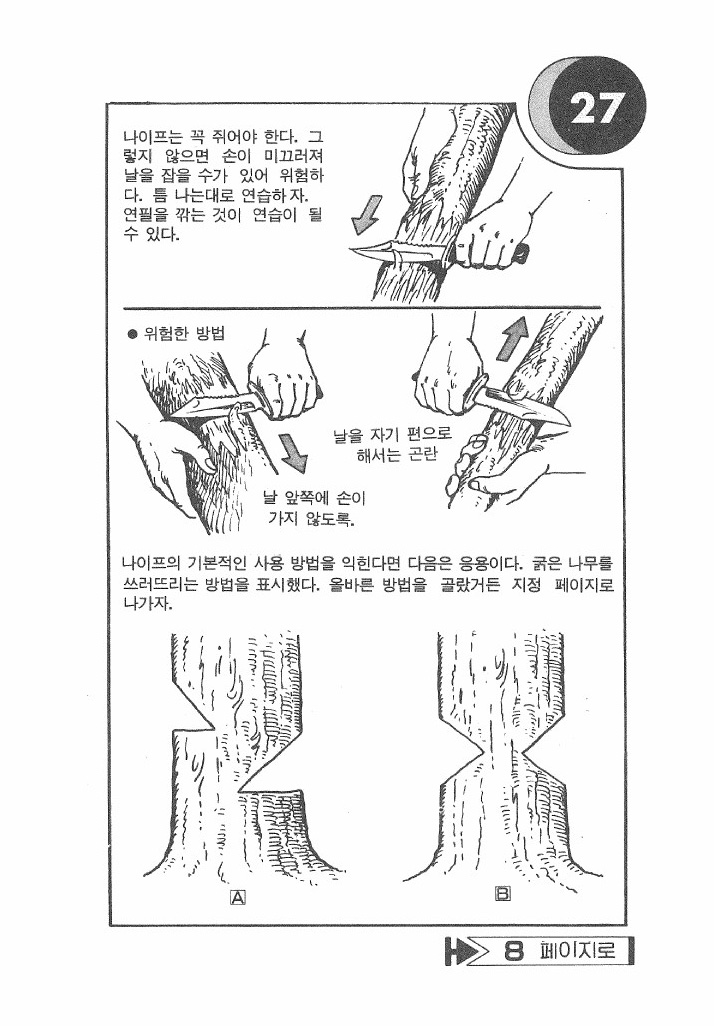 27
나이프는 꼭 쥐어야 한다. 그
렇지 않으면 손이 미끄러져
날을 잡을 수가 있어 위험하
다. 틈 나는대로 연습하자.
연필을 깎는 것이 연습이 될
수 있다.
● 위험한 방법
날을 자기 편으로
해서는 곤란
날 앞쪽에 손이
가지 않도록.
나이프의 기본적인 사용 방법을 익힌다면 다음은 응용이다. 굵은 나무를
쓰러뜨리는 방법을 표시했다. 올바른 방법을 골랐거든 지정 페이지로
나가자.
A
B
8 페이지로